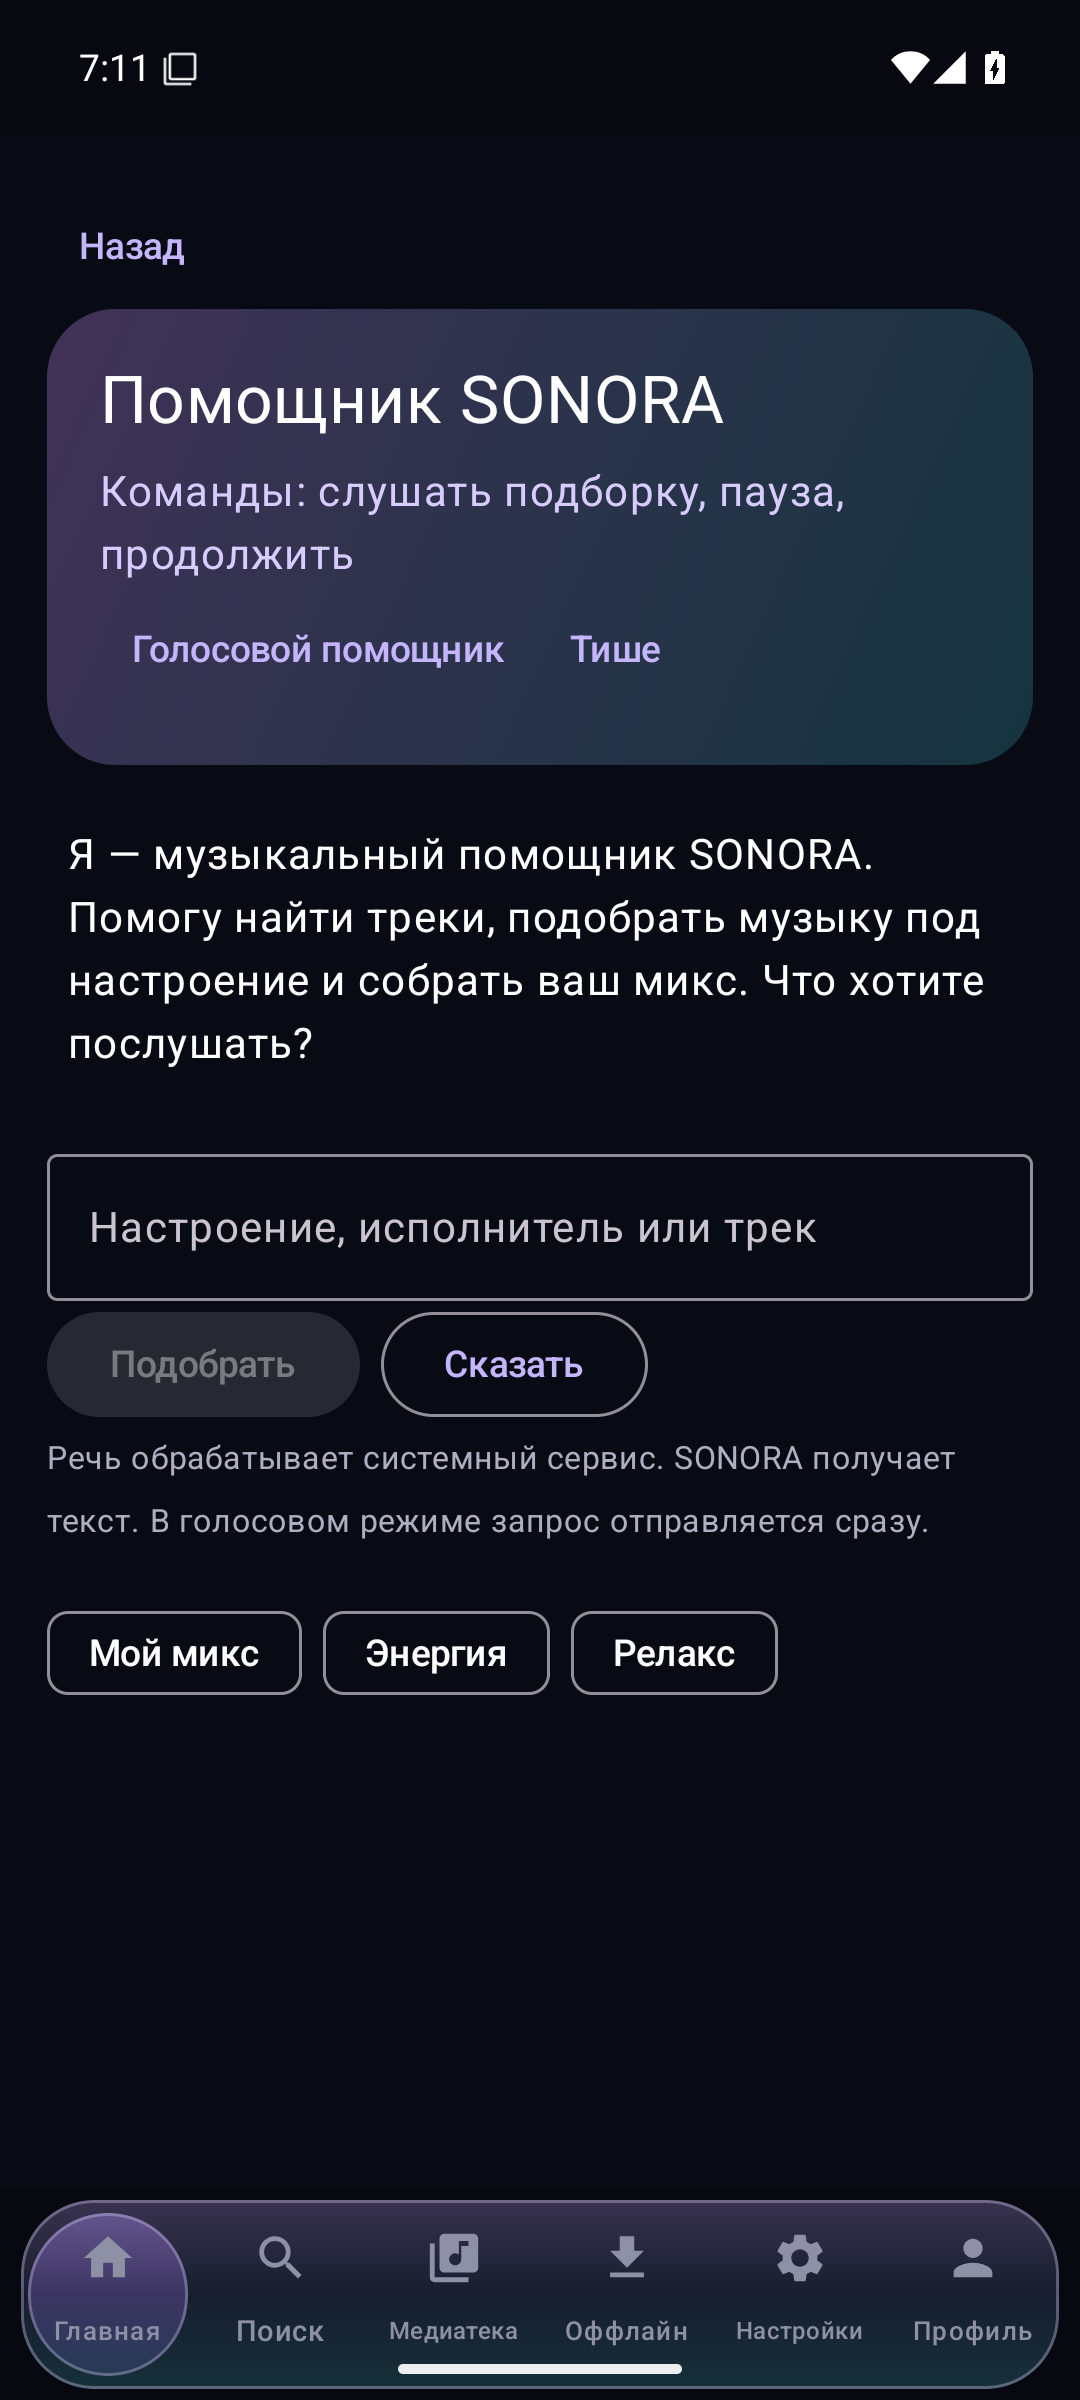 7:11
Назад
Помощник SONORA
Команды: слушать подборку, пауза,
продолжить
Голосовой помощник Тише
Я — музыкальный помощник SONORA.
Помогу найти треки, подобрать музыку под
настроение и собрать ваш микс. Что хотите
послушать?
Настроение, исполнитель или трек
Подобрать Сказать
Речь обрабатывает системный сервис. SONORA получает
текст. В голосовом режиме запрос отправляется сразу.
Мой микс Энергия Релакс
Главная Поиск Медиатека Оффлайн Настройки Профиль